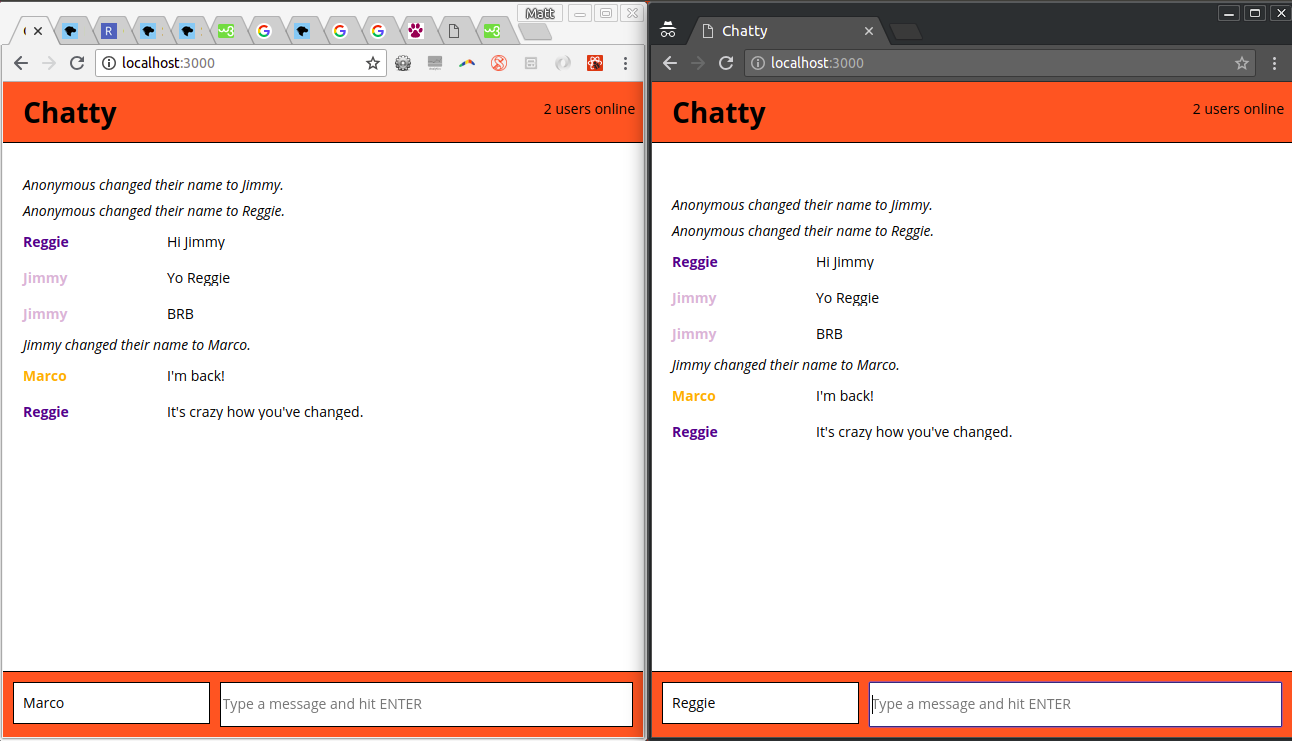 Matt
localhost:3000
Chatty
2 users online
Anonymous changed their name to Jimmy.
Anonymous changed their name to Reggie.
Reggie Hi Jimmy
Jimmy Yo Reggie
Jimmy BRB
Jimmy changed their name to Marco.
Marco I'm back!
Reggie It's crazy how you've changed.
Marco Type a message and hit ENTER
Chatty
localhost:3000
Chatty
2 users online
Anonymous changed their name to Jimmy.
Anonymous changed their name to Reggie.
Reggie Hi Jimmy
Jimmy Yo Reggie
Jimmy BRB
Jimmy changed their name to Marco.
Marco I'm back!
Reggie It's crazy how you've changed.
Reggie Type a message and hit ENTER